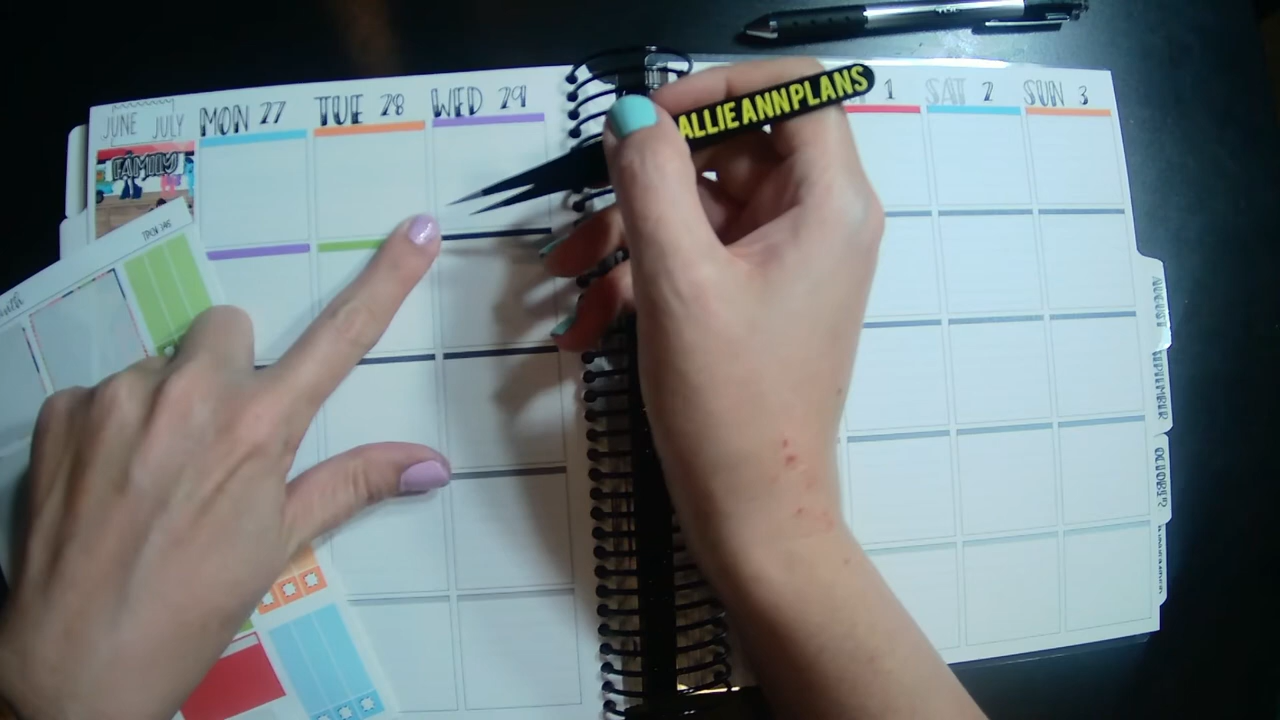 JUNE JULY
MON 27
TUE 28
WED 29
1
SAT 2
SUN 3
FAMILY
ALLIEANNPLANS
AUGUST
SEPTEMBER
OCTOBER